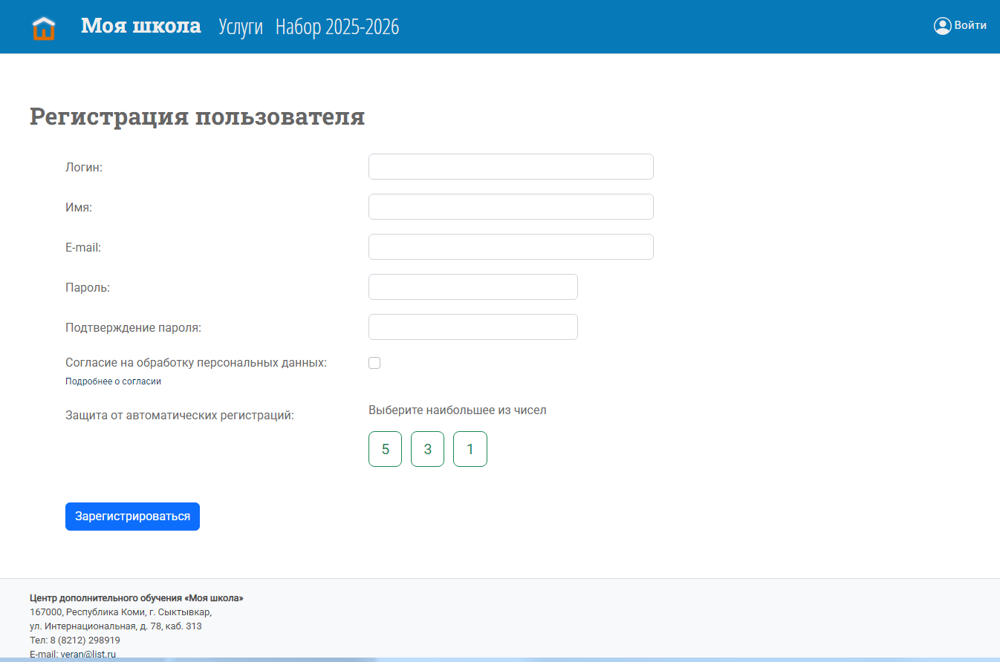 Моя школа Услуги Набор 2025-2026 Войти
Регистрация пользователя
Логин:
Имя:
E-mail:
Пароль:
Подтверждение пароля:
Согласие на обработку персональных данных:
Подробнее о согласии
Защита от автоматических регистраций:
Выберите наибольшее из чисел
5 3 1
Зарегистрироваться
Центр дополнительного обучения «Моя школа»
167000, Республика Коми, г. Сыктывкар,
ул. Интернациональная, д. 78, каб. 313
Тел: 8 (8212) 298919
E-mail: veran@list.ru